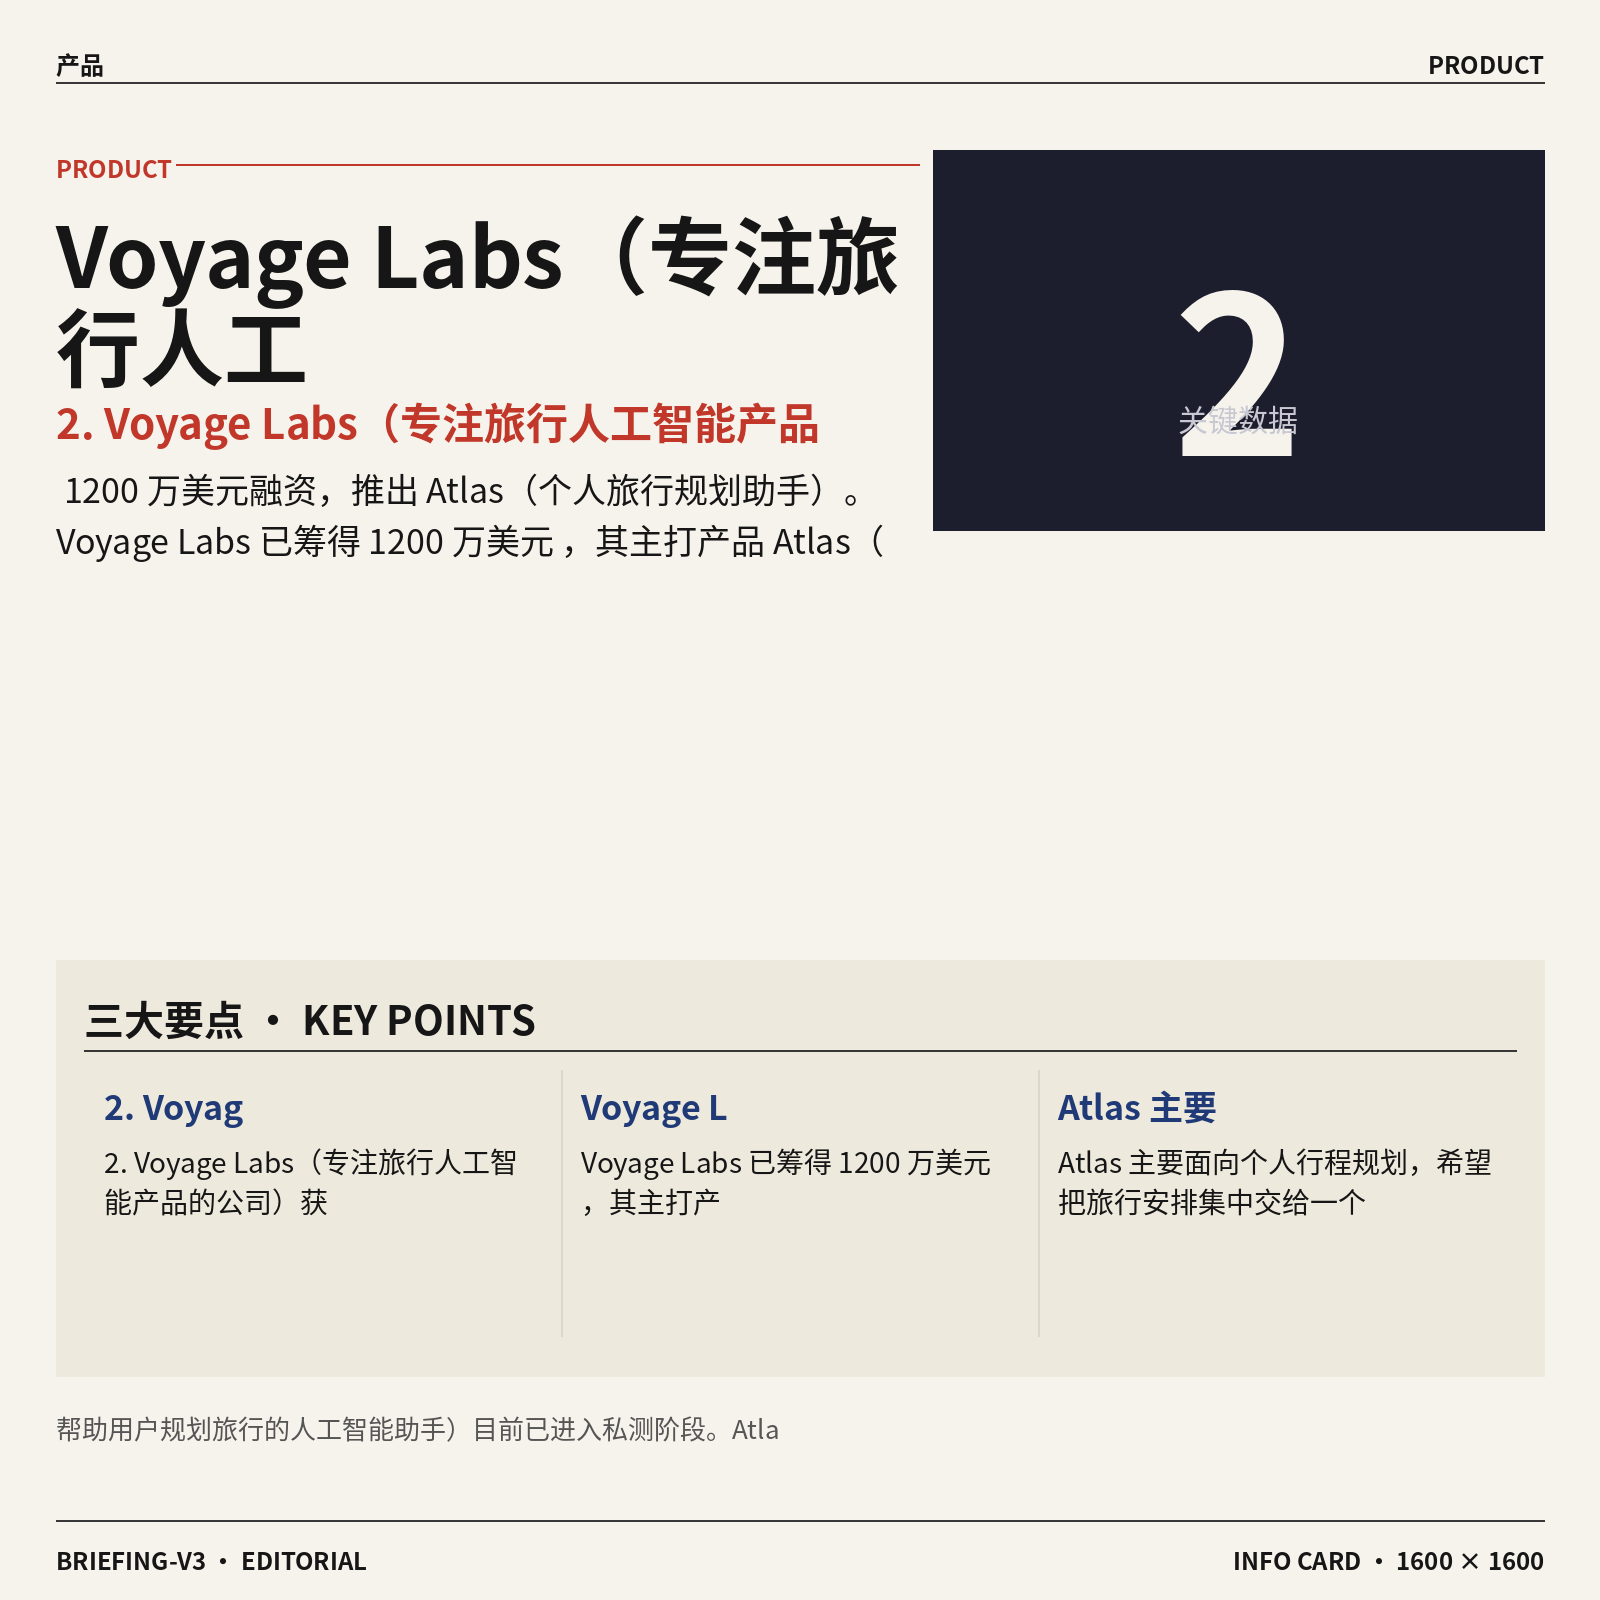 产品
PRODUCT
PRODUCT
Voyage Labs（专注旅
行人工
2. Voyage Labs（专注旅行人工智能产品
1200 万美元融资，推出 Atlas（个人旅行规划助手）。
Voyage Labs 已筹得 1200 万美元 ，其主打产品 Atlas（
2
关键数据
三大要点 · KEY POINTS
2. Voyag
2. Voyage Labs（专注旅行人工智
能产品的公司）获
Voyage L
Voyage Labs 已筹得 1200 万美元
，其主打产
Atlas 主要
Atlas 主要面向个人行程规划，希望
把旅行安排集中交给一个
帮助用户规划旅行的人工智能助手）目前已进入私测阶段。Atla
BRIEFING-V3 · EDITORIAL
INFO CARD · 1600 × 1600